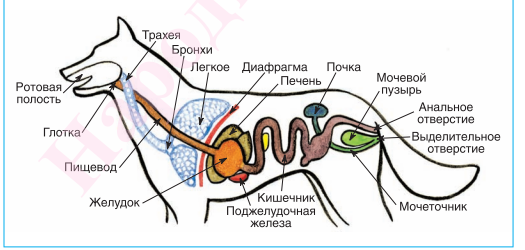 Трахея
Бронхи
Легкое
Диафрагма
Печень
Почка
Мочевой
пузырь
Анальное
отверстие
Выделительное
отверстие
Ротовая
полость
Глотка
Пищевод
Желудок
Кишечник
Поджелудочная
железа
Мочеточник